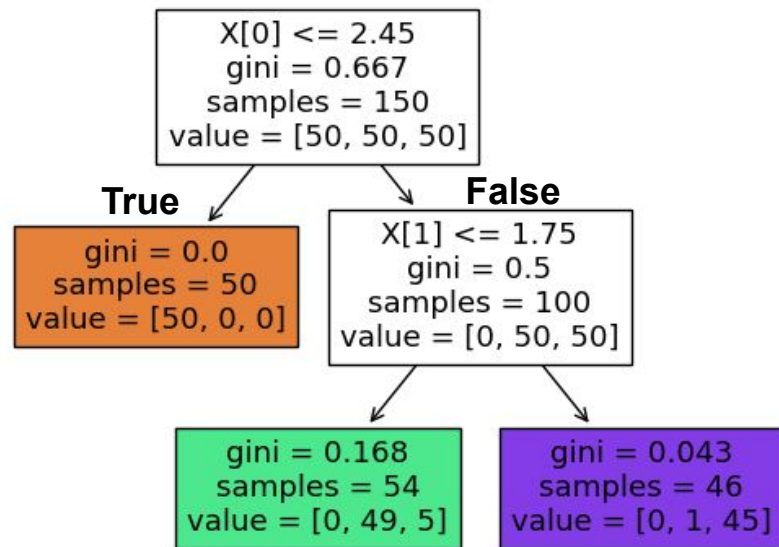 X[0] <= 2.45
gini = 0.667
samples = 150
value = [50, 50, 50]
True
False
gini = 0.0
samples = 50
value = [50, 0, 0]
X[1] <= 1.75
gini = 0.5
samples = 100
value = [0, 50, 50]
gini = 0.168
samples = 54
value = [0, 49, 5]
gini = 0.043
samples = 46
value = [0, 1, 45]